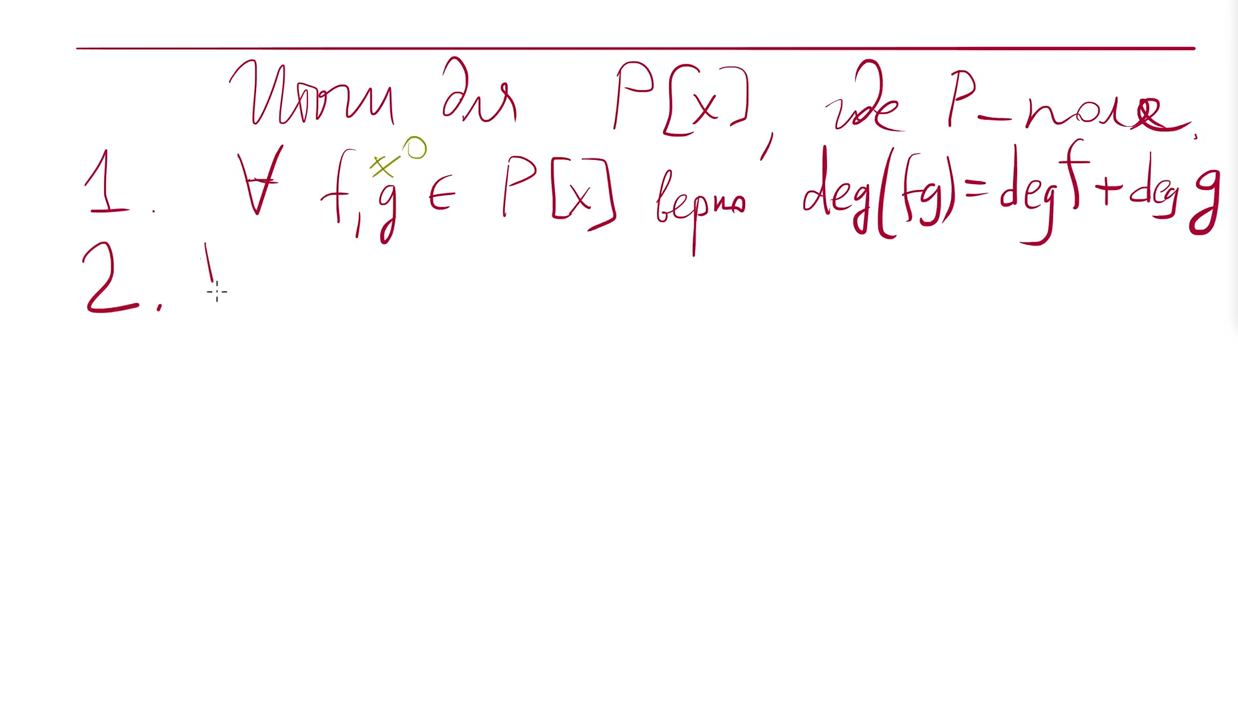 Итоги для P[x], где P – поле.
1. ∀ f, g ≠ 0 ∈ P[x] верно deg(fg) = deg f + deg g
2.